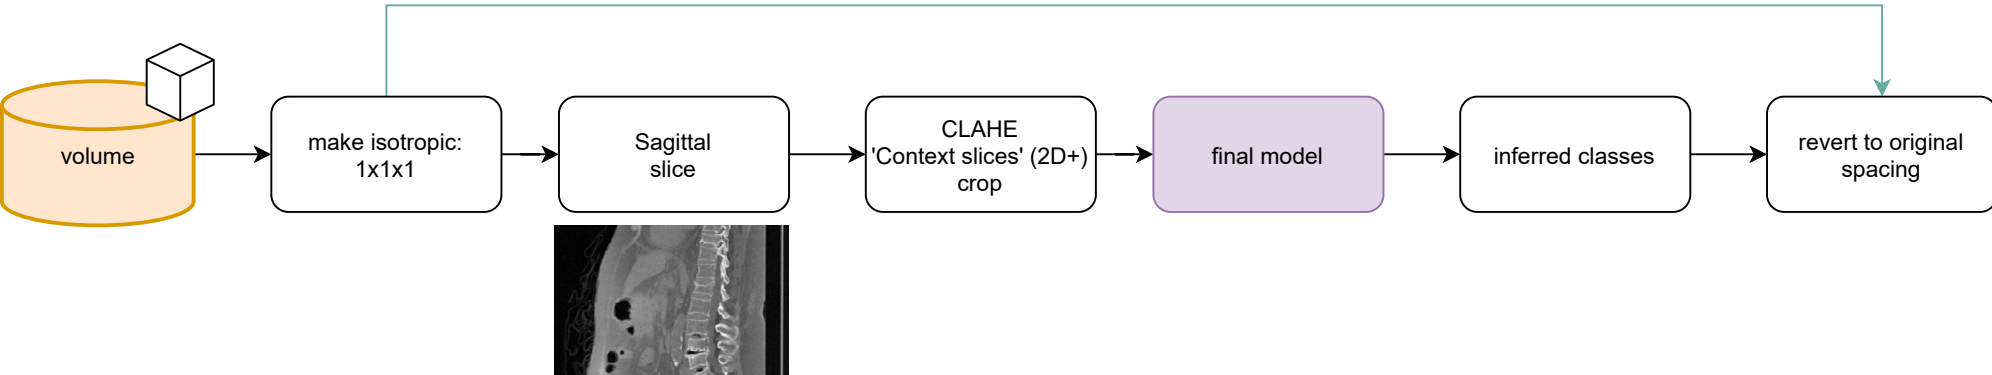 volume
make isotropic:
1x1x1
Sagittal
slice
CLAHE
'Context slices' (2D+)
crop
final model
inferred classes
revert to original
spacing